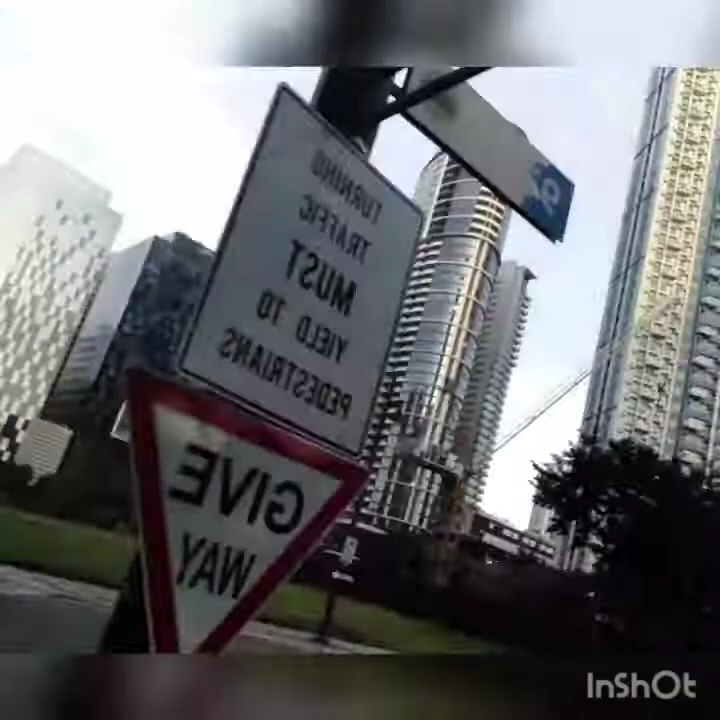 TURNING
TRAFFIC
MUST
YIELD TO
PEDESTRIANS
GIVE
WAY
InShOt